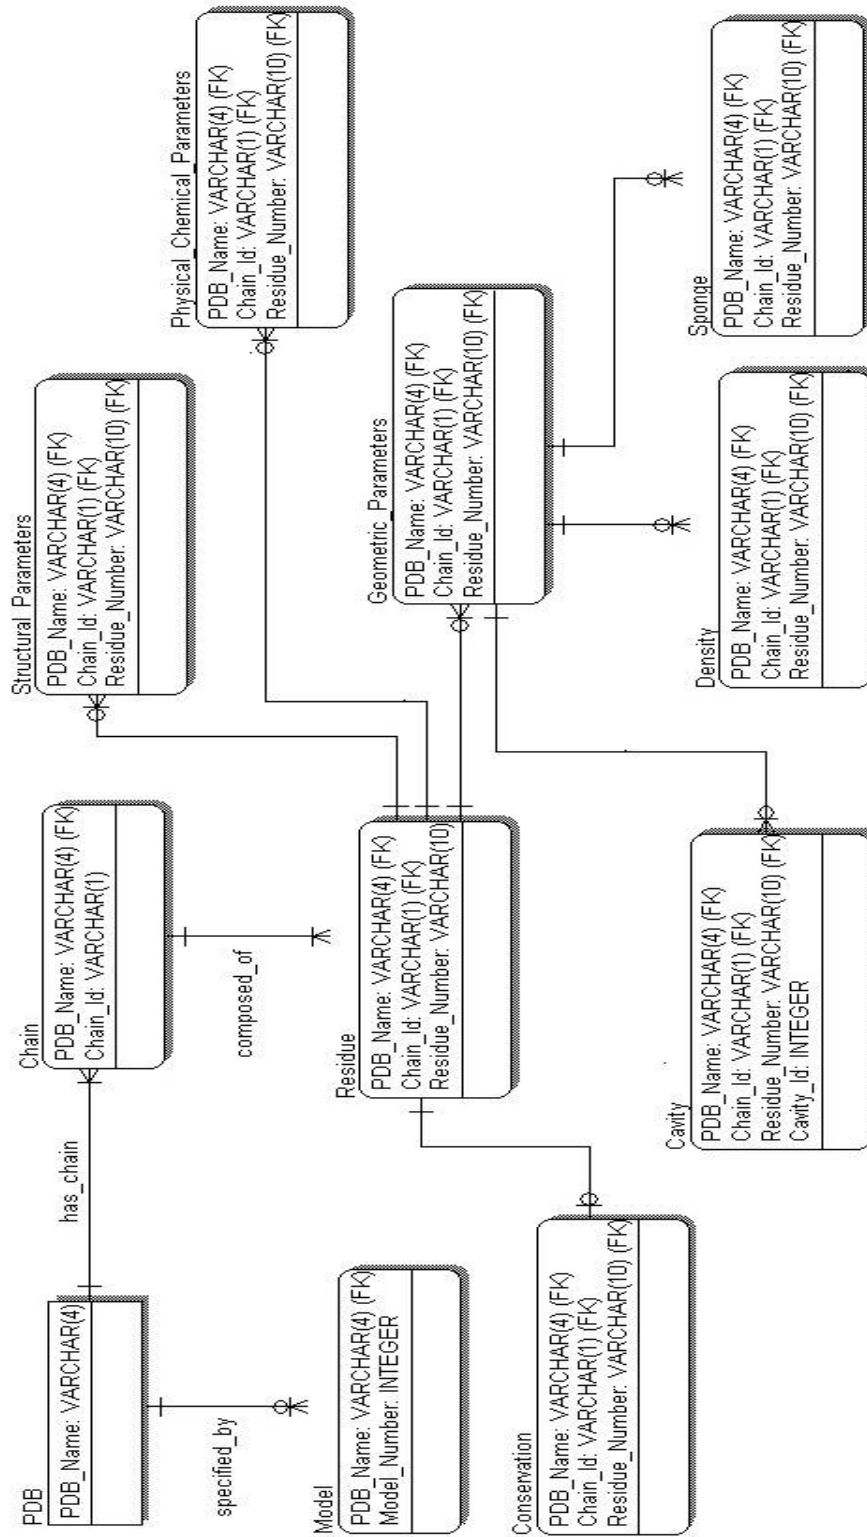 PDB
PDB_Name: VARCHAR(4)
has_chain
Chain
PDB_Name: VARCHAR(4) (FK)
Chain_Id: VARCHAR(1)
Structural_Parameters
PDB_Name: VARCHAR(4) (FK)
Chain_Id: VARCHAR(1) (FK)
Residue_Number: VARCHAR(10) (FK)
Physical_Chemical_Parameters
PDB_Name: VARCHAR(4) (FK)
Chain_Id: VARCHAR(1) (FK)
Residue_Number: VARCHAR(10) (FK)
specified_by
composed_of
Model
PDB_Name: VARCHAR(4) (FK)
Model_Number: INTEGER
Residue
PDB_Name: VARCHAR(4) (FK)
Chain_Id: VARCHAR(1) (FK)
Residue_Number: VARCHAR(10)
Geometric_Parameters
PDB_Name: VARCHAR(4) (FK)
Chain_Id: VARCHAR(1) (FK)
Residue_Number: VARCHAR(10) (FK)
Conservation
PDB_Name: VARCHAR(4) (FK)
Chain_Id: VARCHAR(1) (FK)
Residue_Number: VARCHAR(10) (FK)
Cavity
PDB_Name: VARCHAR(4) (FK)
Chain_Id: VARCHAR(1) (FK)
Residue_Number: VARCHAR(10) (FK)
Cavity_Id: INTEGER
Density
PDB_Name: VARCHAR(4) (FK)
Chain_Id: VARCHAR(1) (FK)
Residue_Number: VARCHAR(10) (FK)
Sponge
PDB_Name: VARCHAR(4) (FK)
Chain_Id: VARCHAR(1) (FK)
Residue_Number: VARCHAR(10) (FK)